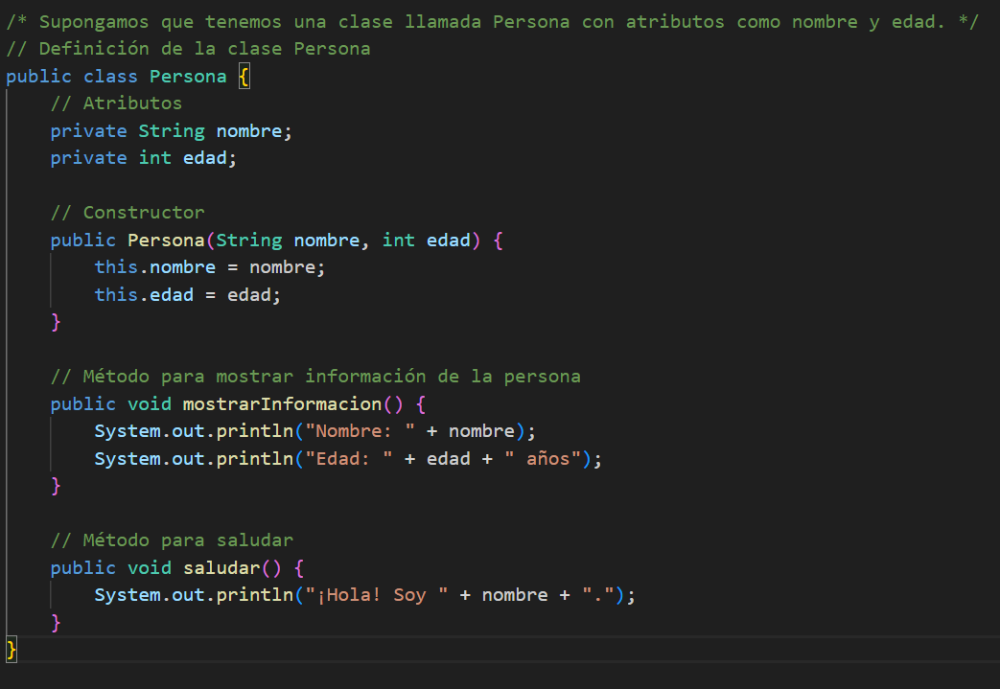 /* Supongamos que tenemos una clase llamada Persona con atributos como nombre y edad. */
// Definición de la clase Persona
public class Persona {
    // Atributos
    private String nombre;
    private int edad;

    // Constructor
    public Persona(String nombre, int edad) {
        this.nombre = nombre;
        this.edad = edad;
    }

    // Método para mostrar información de la persona
    public void mostrarInformacion() {
        System.out.println("Nombre: " + nombre);
        System.out.println("Edad: " + edad + " años");
    }

    // Método para saludar
    public void saludar() {
        System.out.println("¡Hola! Soy " + nombre + ".");
    }
}